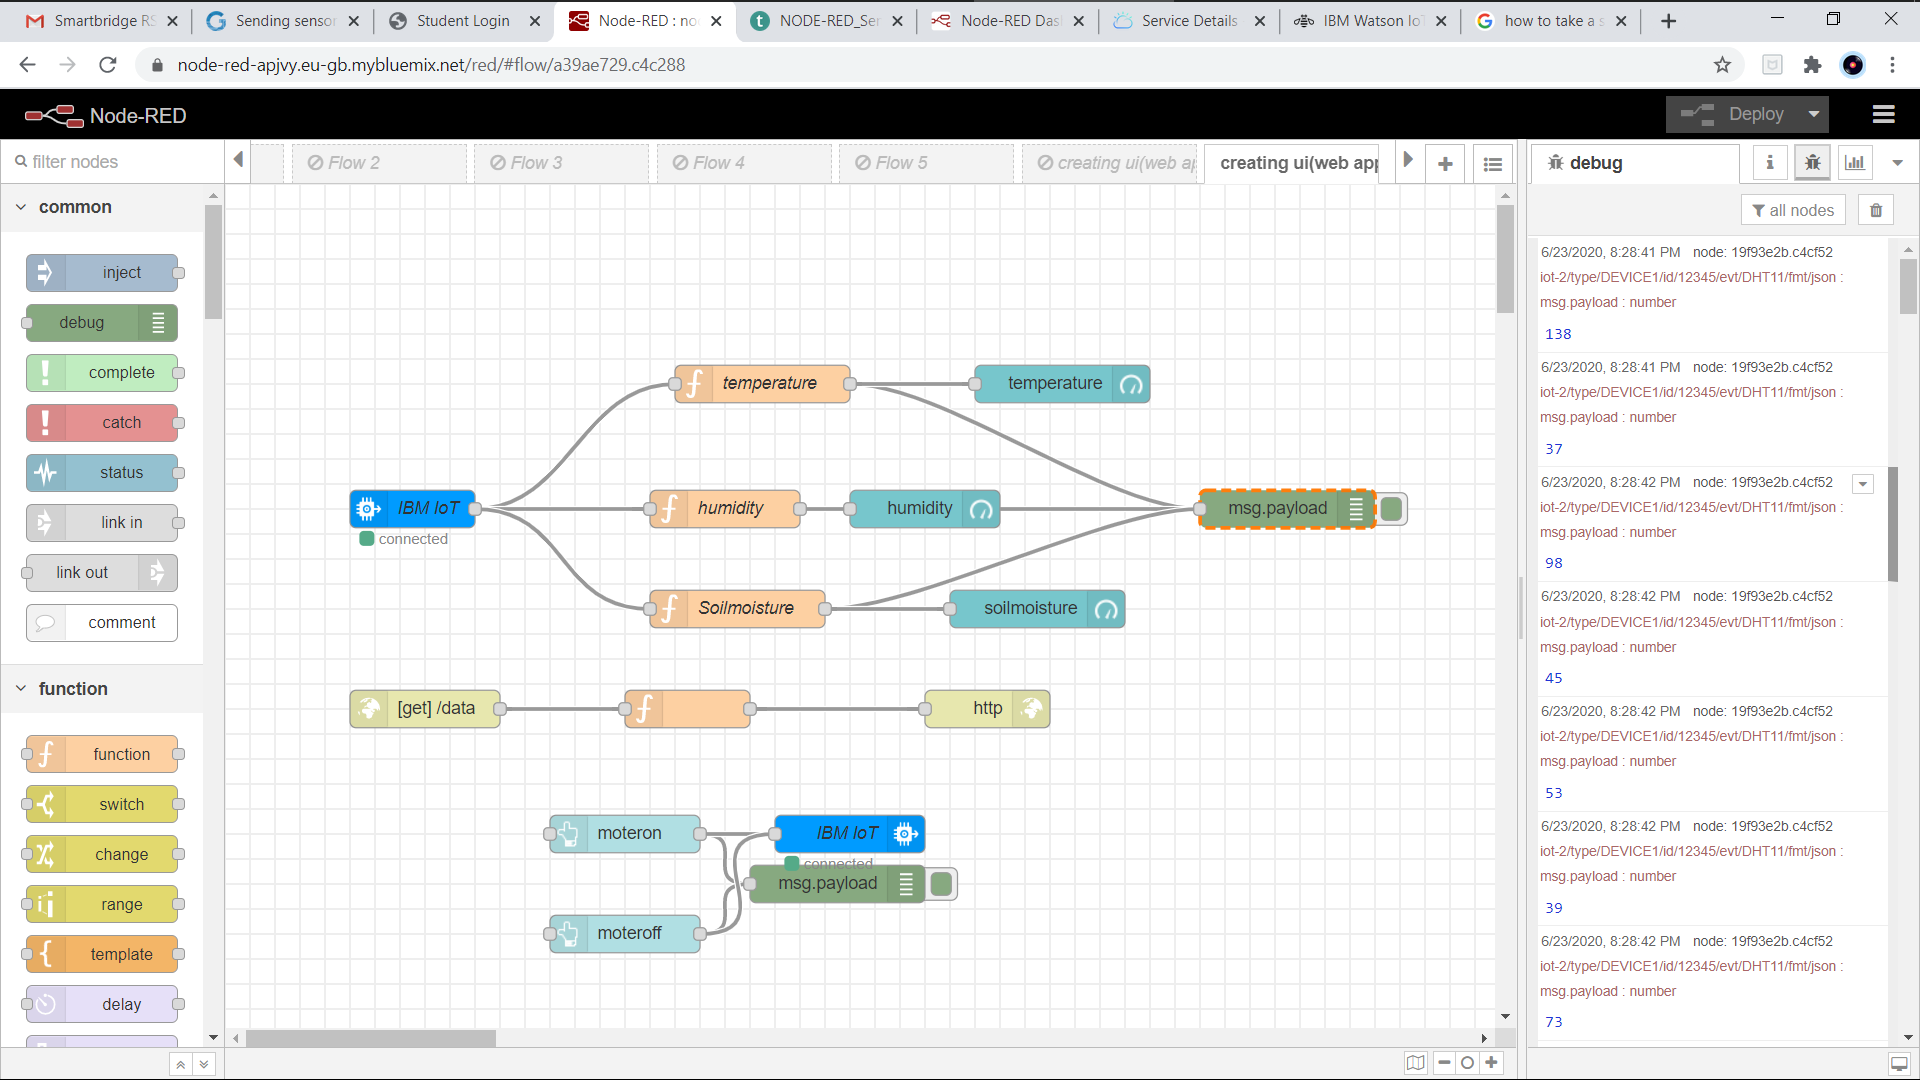 Smartbridge RS
Sending sensor
Student Login
Node-RED : no
NODE-RED_Ser
Node-RED Das
Service Details
IBM Watson IoT
how to take a s
node-red-apjvy.eu-gb.mybluemix.net/red/#flow/a39ae729.c4c288
Node-RED
Deploy
filter nodes
Flow 2
Flow 3
Flow 4
Flow 5
creating ui(web ap
creating ui(web app
debug
all nodes
common
inject
debug
complete
catch
status
link in
link out
comment
function
function
switch
change
range
template
delay
temperature
temperature
IBM IoT
connected
humidity
humidity
msg.payload
Soilmoisture
soilmoisture
[get] /data
http
moteron
IBM IoT
connected
msg.payload
moteroff
6/23/2020, 8:28:41 PM node: 19f93e2b.c4cf52
iot-2/type/DEVICE1/id/12345/evt/DHT11/fmt/json :
msg.payload : number
138
6/23/2020, 8:28:41 PM node: 19f93e2b.c4cf52
iot-2/type/DEVICE1/id/12345/evt/DHT11/fmt/json :
msg.payload : number
37
6/23/2020, 8:28:42 PM node: 19f93e2b.c4cf52
iot-2/type/DEVICE1/id/12345/evt/DHT11/fmt/json :
msg.payload : number
98
6/23/2020, 8:28:42 PM node: 19f93e2b.c4cf52
iot-2/type/DEVICE1/id/12345/evt/DHT11/fmt/json :
msg.payload : number
45
6/23/2020, 8:28:42 PM node: 19f93e2b.c4cf52
iot-2/type/DEVICE1/id/12345/evt/DHT11/fmt/json :
msg.payload : number
53
6/23/2020, 8:28:42 PM node: 19f93e2b.c4cf52
iot-2/type/DEVICE1/id/12345/evt/DHT11/fmt/json :
msg.payload : number
39
6/23/2020, 8:28:42 PM node: 19f93e2b.c4cf52
iot-2/type/DEVICE1/id/12345/evt/DHT11/fmt/json :
msg.payload : number
73